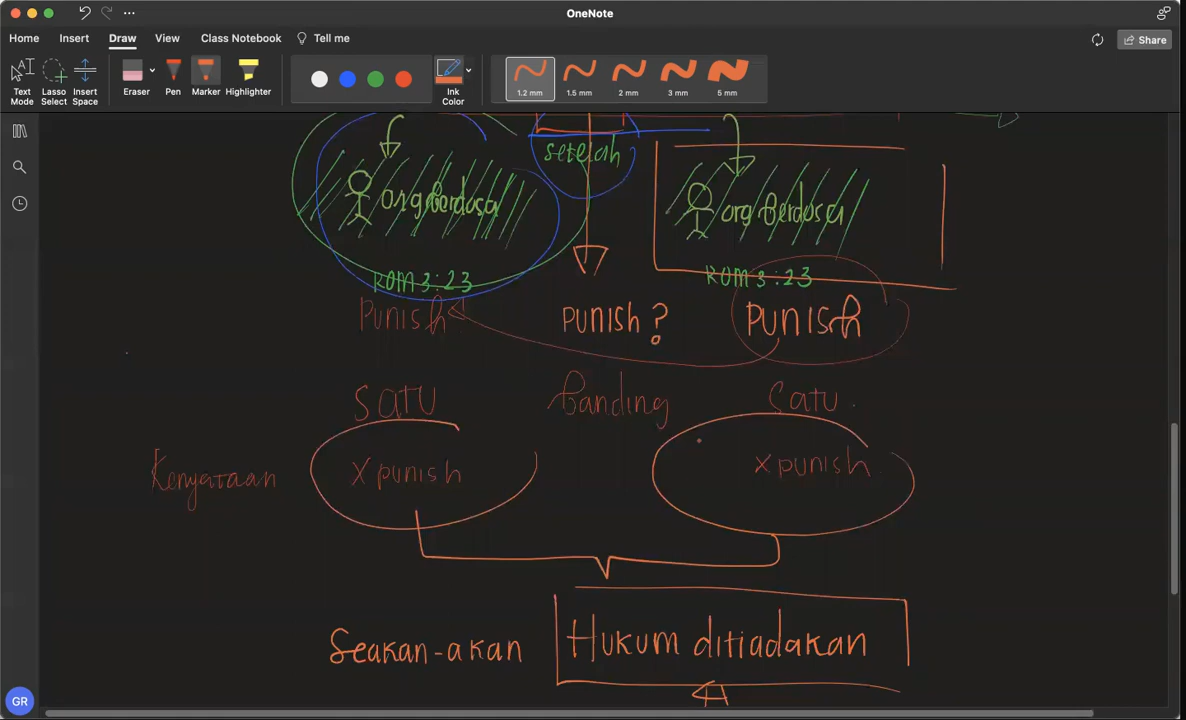 OneNote
Home Insert Draw View Class Notebook Tell me
Share
Text Mode
Lasso Select
Insert Space
Eraser
Pen
Marker
Highlighter
Ink Color
1.2 mm
1.5 mm
2 mm
3 mm
5 mm
setelah
org Berdosa
org Berdosa
ROM 3:23
ROM 3:23
Punish
PUNISH ?
PUNISH
SATU
Banding
Satu
Kenyataan
X punish
X punish
Seakan-akan
Hukum ditiadakan
GR